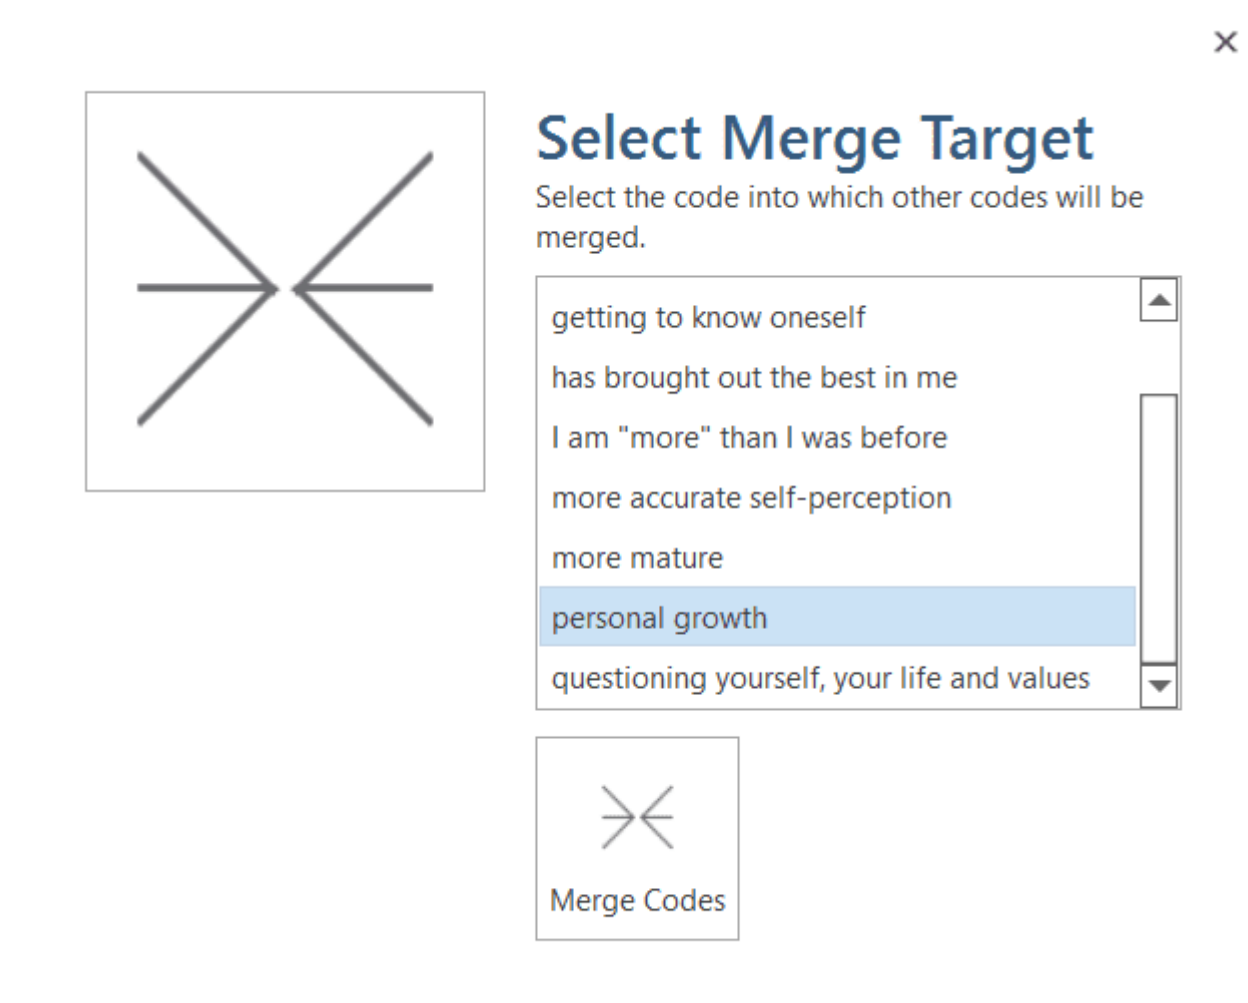 Select Merge Target
Select the code into which other codes will be
merged.
getting to know oneself
has brought out the best in me
I am "more" than I was before
more accurate self-perception
more mature
personal growth
questioning yourself, your life and values
Merge Codes